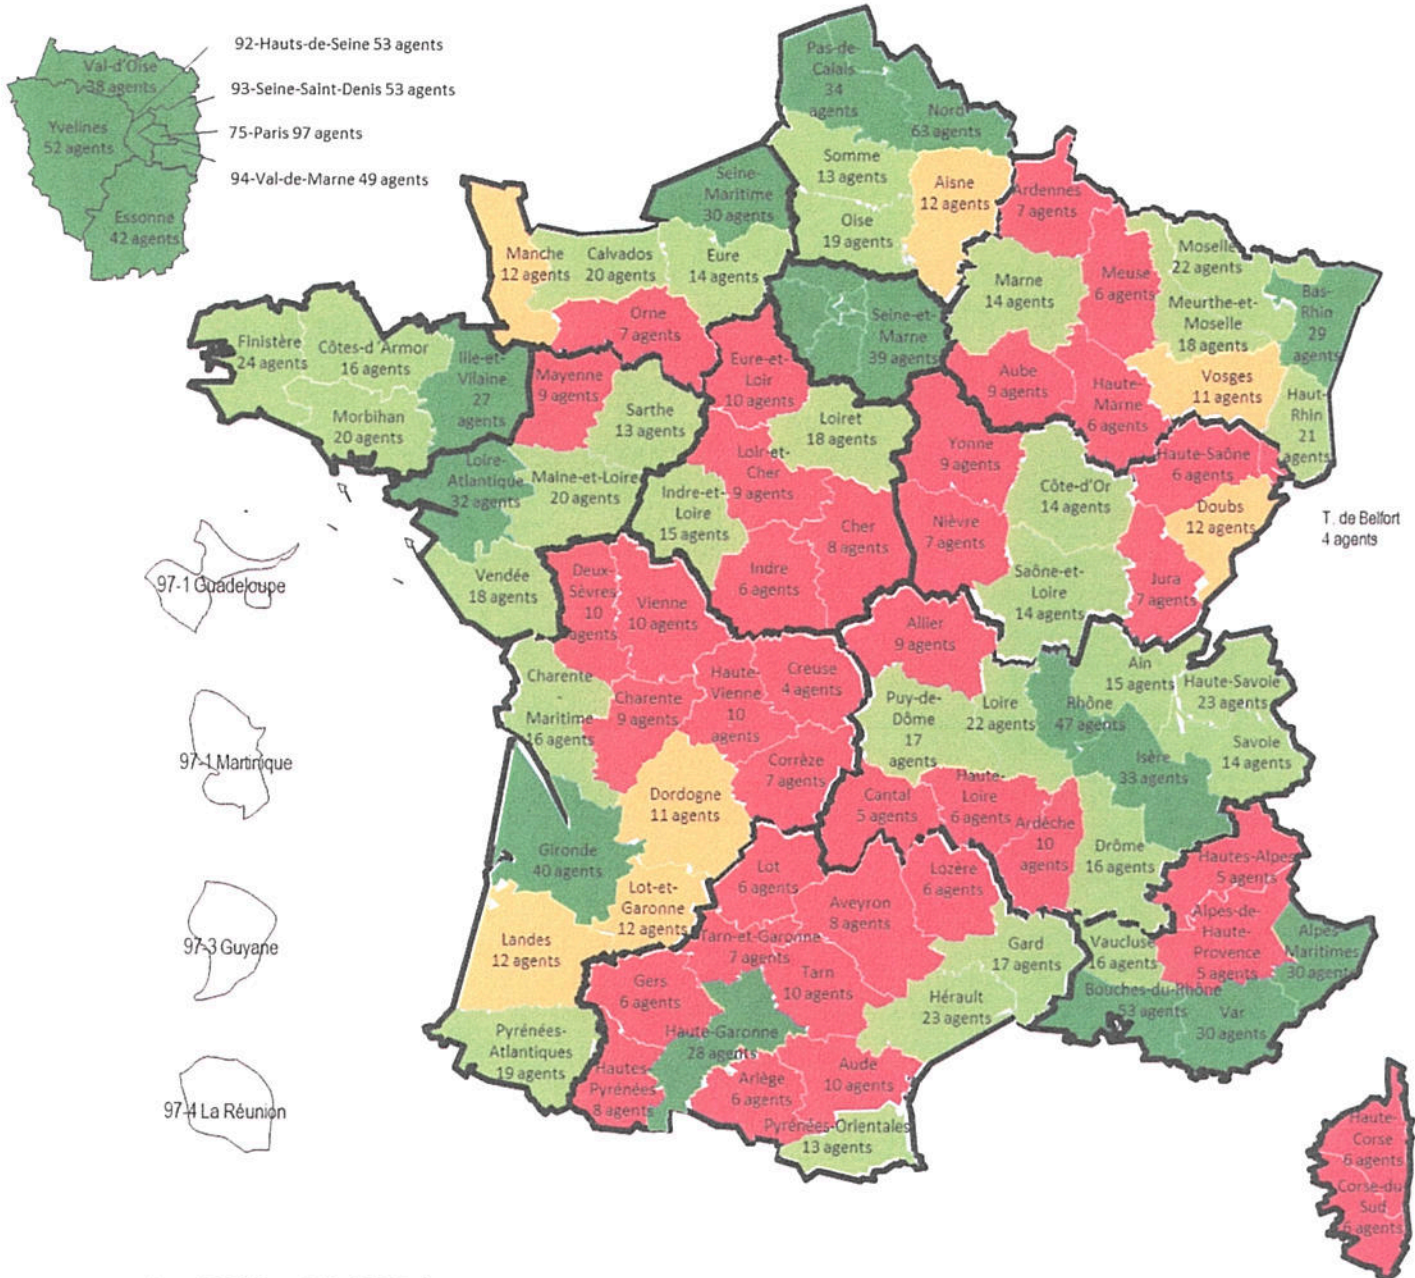 92-Hauts-de-Seine 53 agents
Val-d'Oise
38 agents
93-Seine-Saint-Denis 53 agents
Yvelines
52 agents
75-Paris 97 agents
94-Val-de-Marne 49 agents
Essonne
42 agents
Pas-de-
Calais
34
agents
Nord
63 agents
Somme
13 agents
Aisne
12 agents
Oise
19 agents
Seine-
Maritime
30 agents
Ardennes
7 agents
Manche
12 agents
Calvados
20 agents
Eure
14 agents
Orne
7 agents
Marne
14 agents
Meuse
6 agents
Moselle
22 agents
Meurthe-et-
Moselle
18 agents
Bas-
Rhin
29
agents
Seine-et-
Marne
39 agents
Finistère
24 agents
Côtes-d'Armor
16 agents
Ille-et-
Vilaine
27
agents
Morbihan
20 agents
Mayenne
9 agents
Sarthe
13 agents
Eure-et-
Loir
10 agents
Loiret
18 agents
Aube
9 agents
Haute-
Marne
6 agents
Vosges
11 agents
Haut-
Rhin
21
agents
Loire-
Atlantique
32 agents
Maine-et-Loire
20 agents
Indre-et-
Loire
15 agents
Loir-et-
Cher
9 agents
Yonne
9 agents
Côte-d'Or
14 agents
Haute-Saône
6 agents
Doubs
12 agents
T. de Belfort
4 agents
Cher
8 agents
Nièvre
7 agents
Indre
6 agents
Saône-et-
Loire
14 agents
Jura
7 agents
97-1 Guadeloupe
Vendée
18 agents
Deux-
Sèvres
10
agents
Vienne
10 agents
Allier
9 agents
Charente
-
Maritime
16 agents
Charente
9 agents
Haute-
Vienne
10
agents
Creuse
4 agents
Puy-de-
Dôme
17
agents
Loire
22 agents
Rhône
47 agents
Ain
15 agents
Haute-Savoie
23 agents
Savoie
14 agents
Isère
33 agents
97-1 Martinique
Corrèze
7 agents
Dordogne
11 agents
Cantal
5 agents
Haute-
Loire
6 agents
Ardèche
10
agents
Drôme
16 agents
Hautes-Alpes
5 agents
Gironde
40 agents
Lot-et-
Garonne
12 agents
Lot
6 agents
Aveyron
8 agents
Lozère
6 agents
97-3 Guyane
Landes
12 agents
Tarn-et-Garonne
7 agents
Tarn
10 agents
Gard
17 agents
Vaucluse
16 agents
Alpes-de-
Haute-
Provence
5 agents
Alpes-
Maritimes
30 agents
Gers
6 agents
Hérault
23 agents
Bouches-du-Rhône
53 agents
Var
30 agents
Pyrénées-
Atlantiques
19 agents
Haute-Garonne
28 agents
Hautes-
Pyrénées
8 agents
Ariège
6 agents
Aude
10 agents
Pyrénées-Orientales
13 agents
97-4 La Réunion
Haute-
Corse
6 agents
Corse-du-
Sud
6 agents